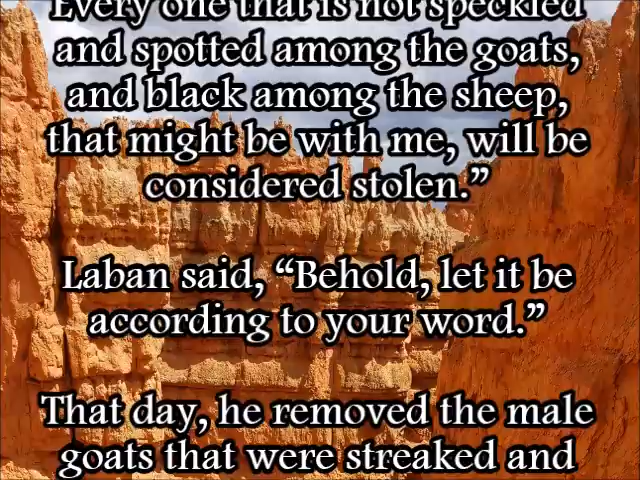 Every one that is not speckled
and spotted among the goats,
and black among the sheep,
that might be with me, will be
considered stolen.”
Laban said, “Behold, let it be
according to your word.”
That day, he removed the male
goats that were streaked and